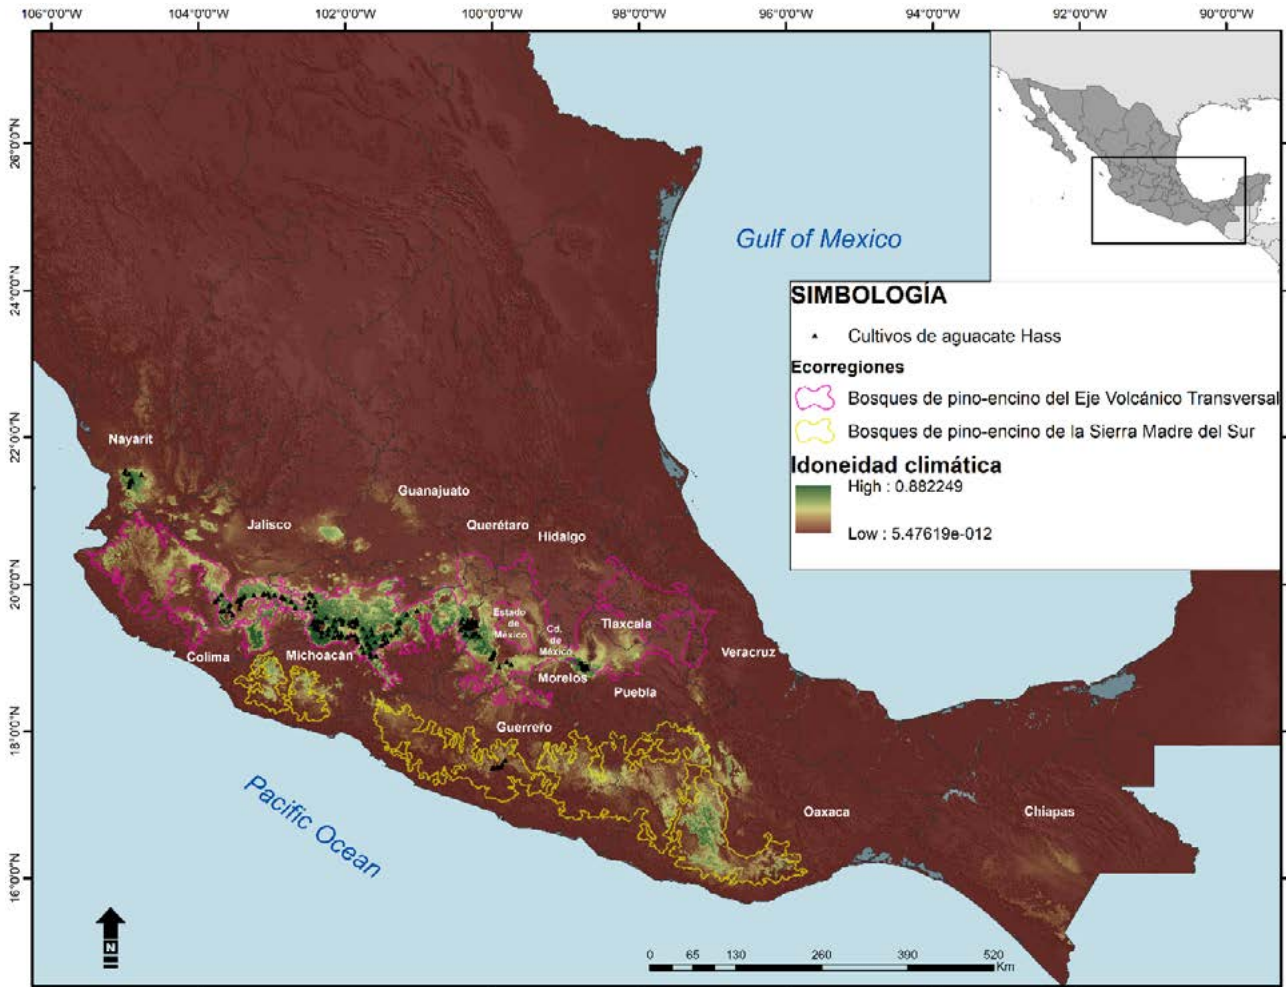 106°0'0"W 104°0'0"W 102°0'0"W 100°0'0"W 98°0'0"W 96°0'0"W 94°0'0"W 92°0'0"W 90°0'0"W
26°0'0"N
24°0'0"N
22°0'0"N
20°0'0"N
18°0'0"N
16°0'0"N
Gulf of Mexico
SIMBOLOGÍA
Cultivos de aguacate Hass
Ecorregiones
Bosques de pino-encino del Eje Volcánico Transversal
Bosques de pino-encino de la Sierra Madre del Sur
Idoneidad climática
High : 0.882249
Low : 5.47619e-012
Nayarit
Guanajuato
Jalisco
Querétaro
Hidalgo
Estado
de
México
Cd.
de
México
Tlaxcala
Colima
Michoacán
Morelos
Veracruz
Puebla
Guerrero
Oaxaca
Chiapas
Pacific Ocean
N
0 65 130 260 390 520
Km